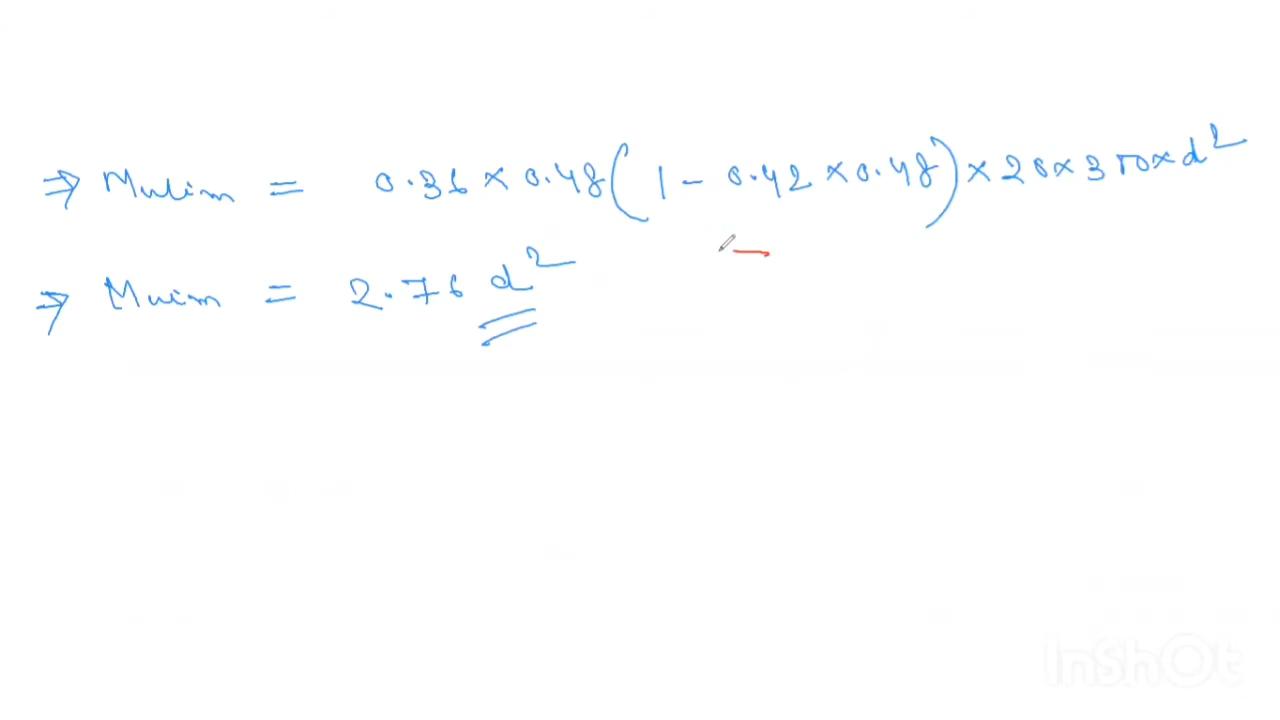 ⇒ Mulim = 0.36 × 0.48 ( 1 - 0.42 × 0.48 ) × 20 × 350 × d²
⇒ Mulim = 2.76 d²
InShOt